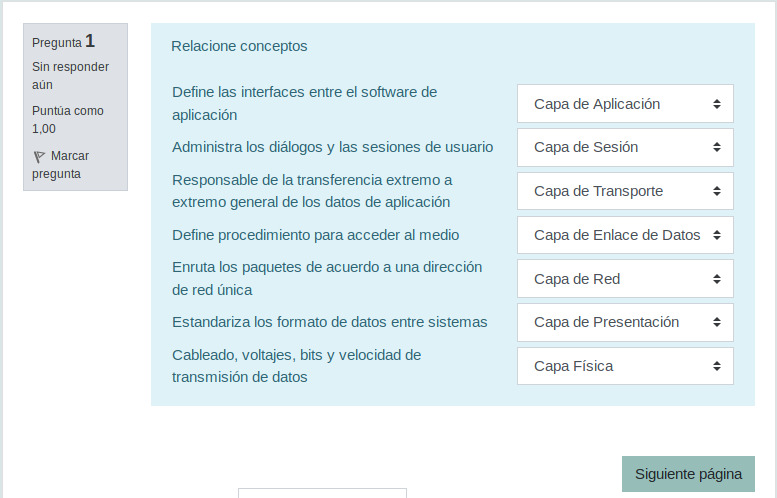 Pregunta 1
Sin responder
aún
Puntúa como
1,00
Marcar
pregunta
Relacione conceptos
Define las interfaces entre el software de
aplicación
Capa de Aplicación
Administra los diálogos y las sesiones de usuario
Capa de Sesión
Responsable de la transferencia extremo a
extremo general de los datos de aplicación
Capa de Transporte
Define procedimiento para acceder al medio
Capa de Enlace de Datos
Enruta los paquetes de acuerdo a una dirección
de red única
Capa de Red
Estandariza los formato de datos entre sistemas
Capa de Presentación
Cableado, voltajes, bits y velocidad de
transmisión de datos
Capa Física
Siguiente página